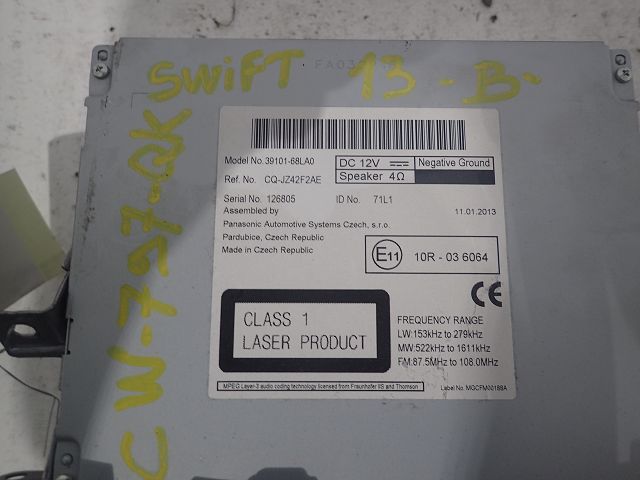 SWiFT 13-B-
CW-797-QK
Model No. 39101-68LA0
DC 12V
Negative Ground
Ref. No. CQ-JZ42F2AE
Speaker 4Ω
Serial No. 126805
ID No. 71L1
Assembled by
11.01.2013
Panasonic Automotive Systems Czech, s.r.o.
Pardubice, Czech Republic
Made in Czech Republic
E11
10R - 03 6064
CE
CLASS 1
LASER PRODUCT
FREQUENCY RANGE
LW:153kHz to 279kHz
MW:522kHz to 1611kHz
FM:87.5MHz to 108.0MHz
MPEG Layer-3 audio coding technology licensed from Fraunhofer IIS and Thomson
Label No. MGCFM0018BA